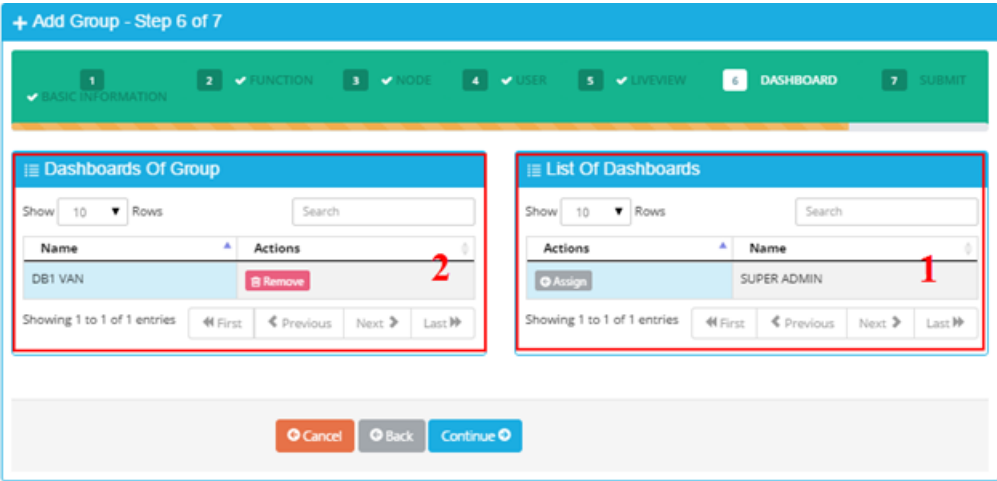 Add Group - Step 6 of 7
1 BASIC INFORMATION
2 FUNCTION
3 NODE
4 USER
5 LIVEVIEW
6 DASHBOARD
7 SUBMIT
Dashboards Of Group
Show 10 Rows Search
Name Actions
DB1 VAN Remove
2
Showing 1 to 1 of 1 entries First Previous Next Last
List Of Dashboards
Show 10 Rows Search
Actions Name
Assign SUPER ADMIN
1
Showing 1 to 1 of 1 entries First Previous Next Last
Cancel Back Continue